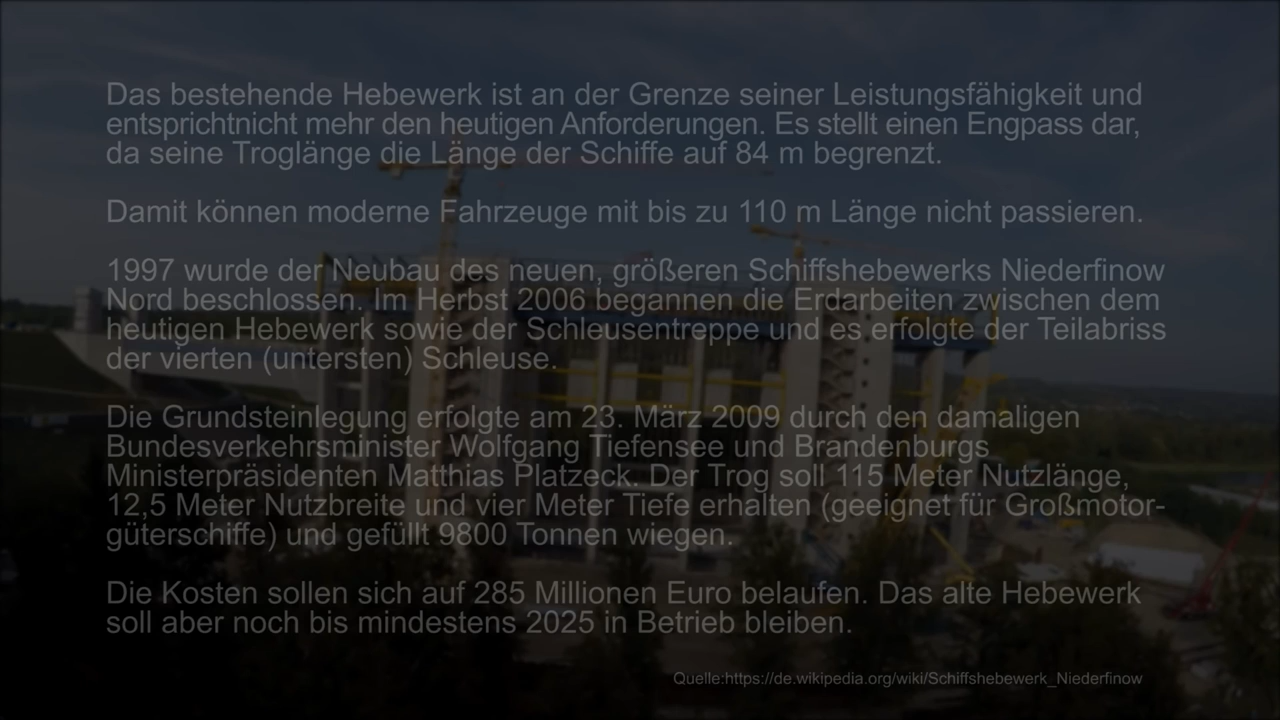 Das bestehende Hebewerk ist an der Grenze seiner Leistungsfähigkeit und
entsprichtnicht mehr den heutigen Anforderungen. Es stellt einen Engpass dar,
da seine Troglänge die Länge der Schiffe auf 84 m begrenzt.
Damit können moderne Fahrzeuge mit bis zu 110 m Länge nicht passieren.
1997 wurde der Neubau des neuen, größeren Schiffshebewerks Niederfinow
Nord beschlossen. Im Herbst 2006 begannen die Erdarbeiten zwischen dem
heutigen Hebewerk sowie der Schleusentreppe und es erfolgte der Teilabriss
der vierten (untersten) Schleuse.
Die Grundsteinlegung erfolgte am 23. März 2009 durch den damaligen
Bundesverkehrsminister Wolfgang Tiefensee und Brandenburgs
Ministerpräsidenten Matthias Platzeck. Der Trog soll 115 Meter Nutzlänge,
12,5 Meter Nutzbreite und vier Meter Tiefe erhalten (geeignet für Großmotor-
güterschiffe) und gefüllt 9800 Tonnen wiegen.
Die Kosten sollen sich auf 285 Millionen Euro belaufen. Das alte Hebewerk
soll aber noch bis mindestens 2025 in Betrieb bleiben.
Quelle:https://de.wikipedia.org/wiki/Schiffshebewerk_Niederfinow